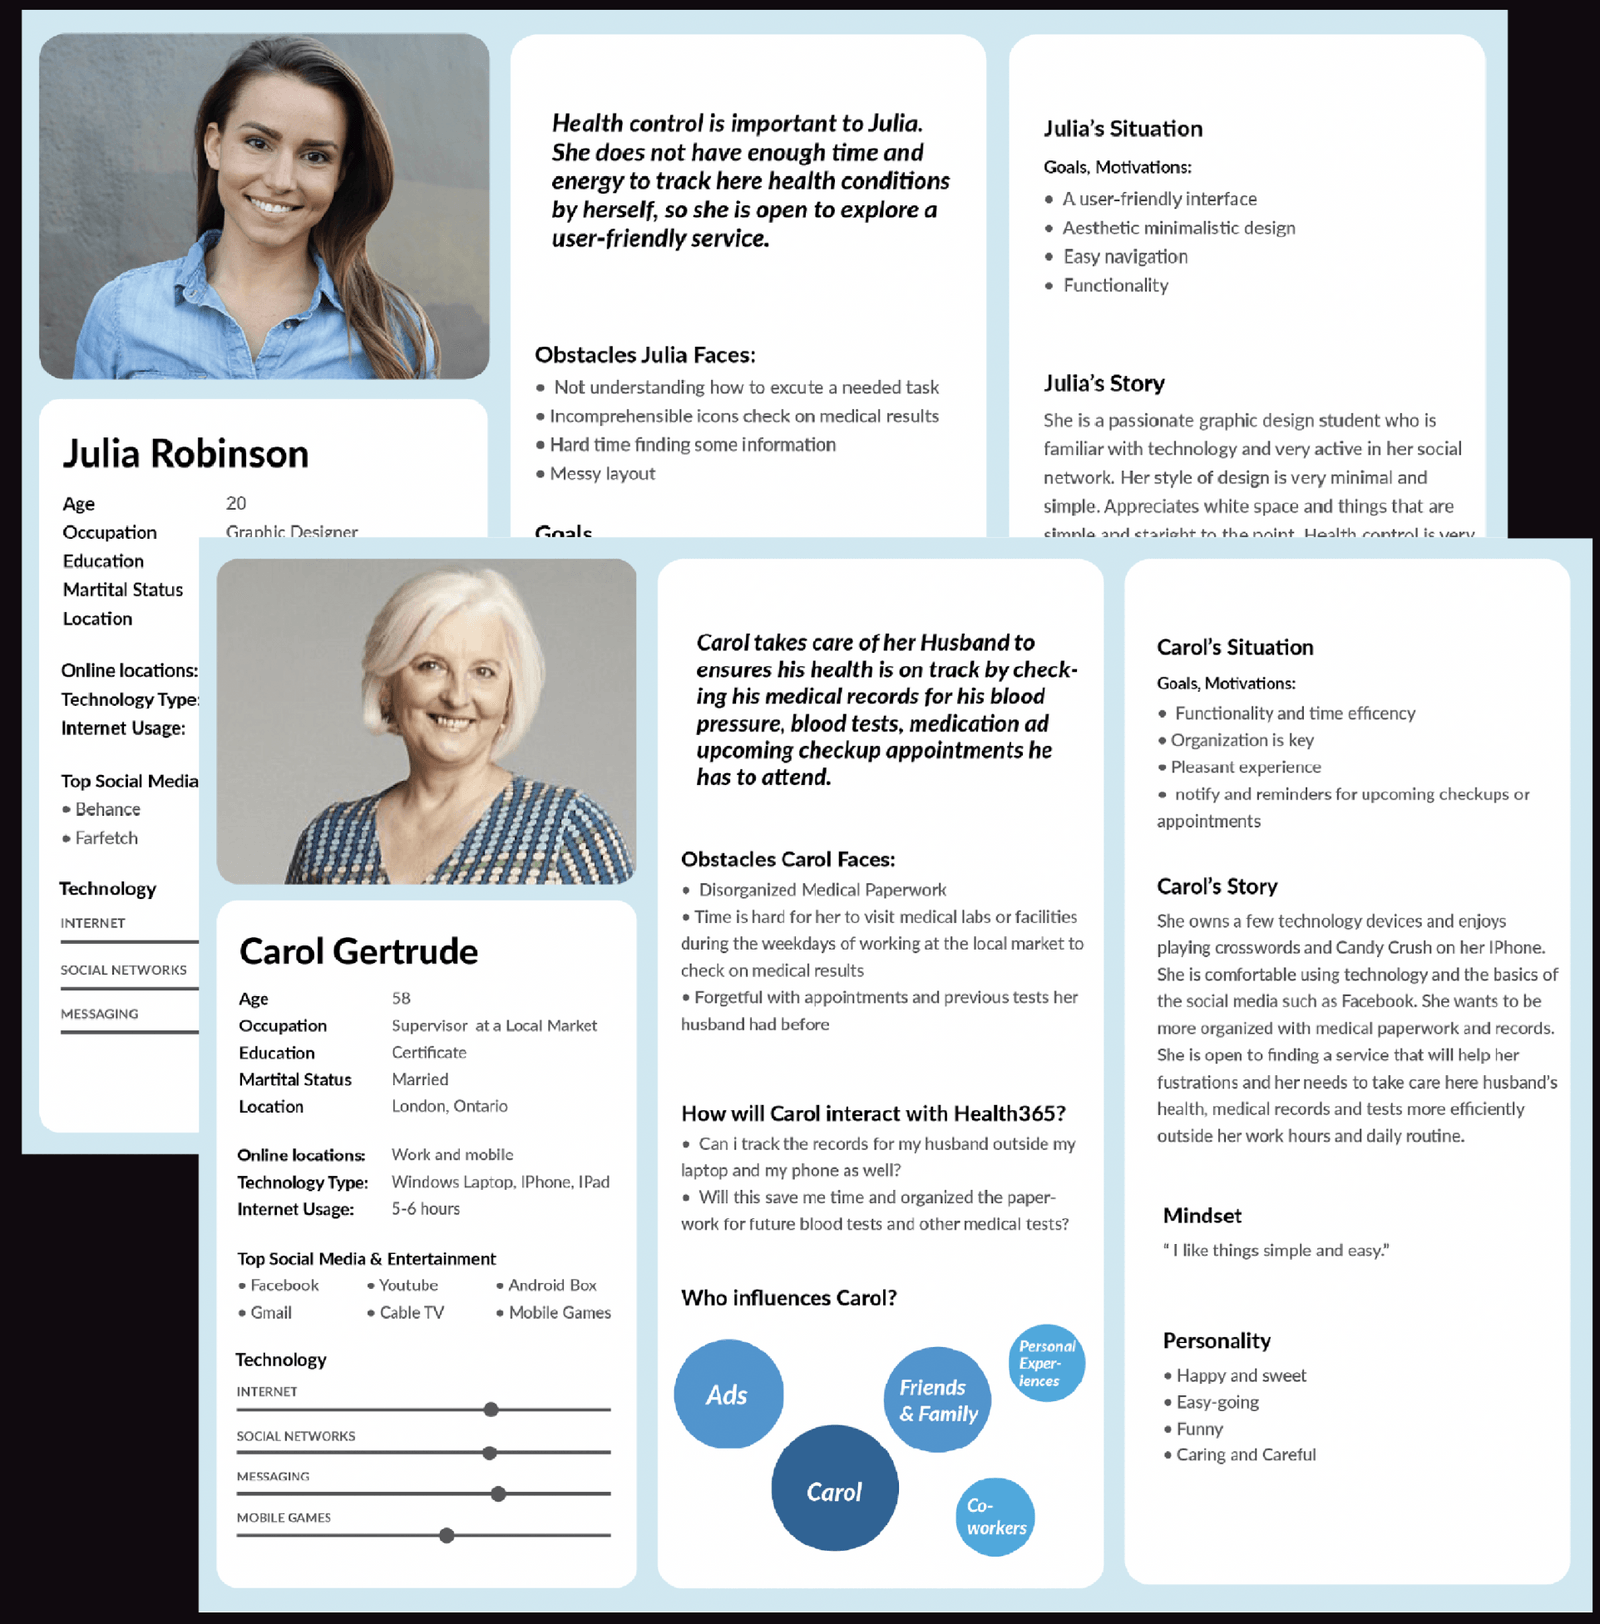 Health control is important to Julia.
She does not have enough time and
energy to track here health conditions
by herself, so she is open to explore a
user-friendly service.
Obstacles Julia Faces:
• Not understanding how to excute a needed task
• Incomprehensible icons check on medical results
• Hard time finding some information
• Messy layout
Goals
Julia's Situation
Goals, Motivations:
• A user-friendly interface
• Aesthetic minimalistic design
• Easy navigation
• Functionality
Julia's Story
She is a passionate graphic design student who is
familiar with technology and very active in her social
network. Her style of design is very minimal and
simple. Appreciates white space and things that are
simple and staright to the point. Health control is very
Julia Robinson
Age 20
Occupation Graphic Designer
Education
Martital Status
Location
Online locations:
Technology Type:
Internet Usage:
Top Social Media
• Behance
• Farfetch
Technology
INTERNET
SOCIAL NETWORKS
MESSAGING
Carol Gertrude
Age 58
Occupation Supervisor at a Local Market
Education Certificate
Martital Status Married
Location London, Ontario
Online locations: Work and mobile
Technology Type: Windows Laptop, IPhone, IPad
Internet Usage: 5-6 hours
Top Social Media & Entertainment
• Facebook • Youtube • Android Box
• Gmail • Cable TV • Mobile Games
Technology
INTERNET
SOCIAL NETWORKS
MESSAGING
MOBILE GAMES
Carol takes care of her Husband to
ensures his health is on track by check-
ing his medical records for his blood
pressure, blood tests, medication ad
upcoming checkup appointments he
has to attend.
Obstacles Carol Faces:
• Disorganized Medical Paperwork
• Time is hard for her to visit medical labs or facilities
during the weekdays of working at the local market to
check on medical results
• Forgetful with appointments and previous tests her
husband had before
How will Carol interact with Health365?
• Can i track the records for my husband outside my
laptop and my phone as well?
• Will this save me time and organized the paper-
work for future blood tests and other medical tests?
Who influences Carol?
Ads
Friends
& Family
Personal
Exper-
iences
Carol
Co-
workers
Carol's Situation
Goals, Motivations:
• Functionality and time efficency
• Organization is key
• Pleasant experience
• notify and reminders for upcoming checkups or
appointments
Carol's Story
She owns a few technology devices and enjoys
playing crosswords and Candy Crush on her IPhone.
She is comfortable using technology and the basics of
the social media such as Facebook. She wants to be
more organized with medical paperwork and records.
She is open to finding a service that will help her
fustrations and her needs to take care here husband's
health, medical records and tests more efficiently
outside her work hours and daily routine.
Mindset
“ I like things simple and easy.”
Personality
• Happy and sweet
• Easy-going
• Funny
• Caring and Careful